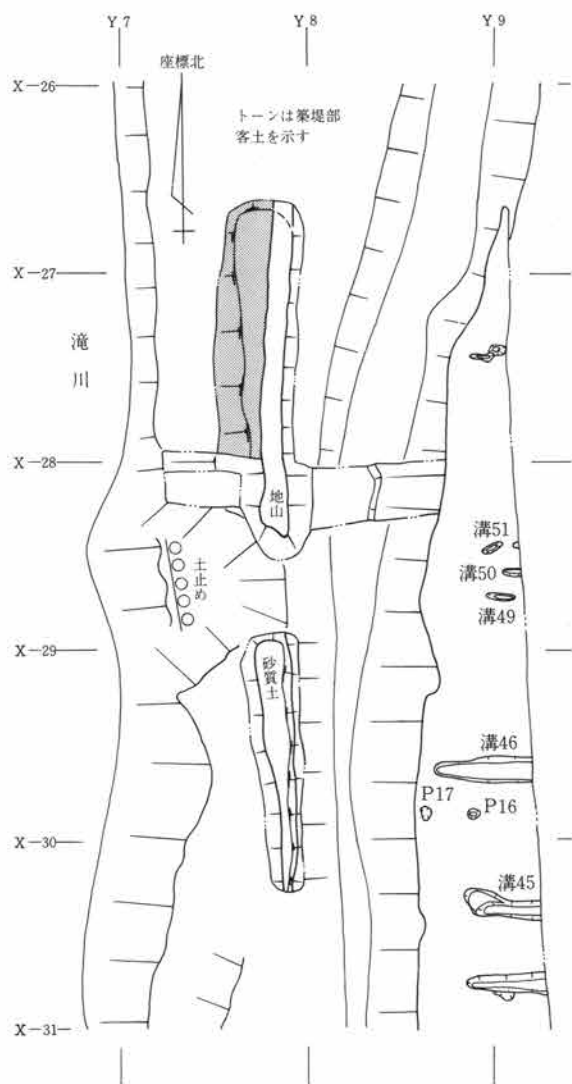 Y7
Y8
Y9
X-26
座標北
トーンは築堤部
客土を示す
X-27
滝川
X-28
地山
溝51
土止め
溝50
溝49
X-29
砂質土
溝46
P17
P16
X-30
溝45
X-31